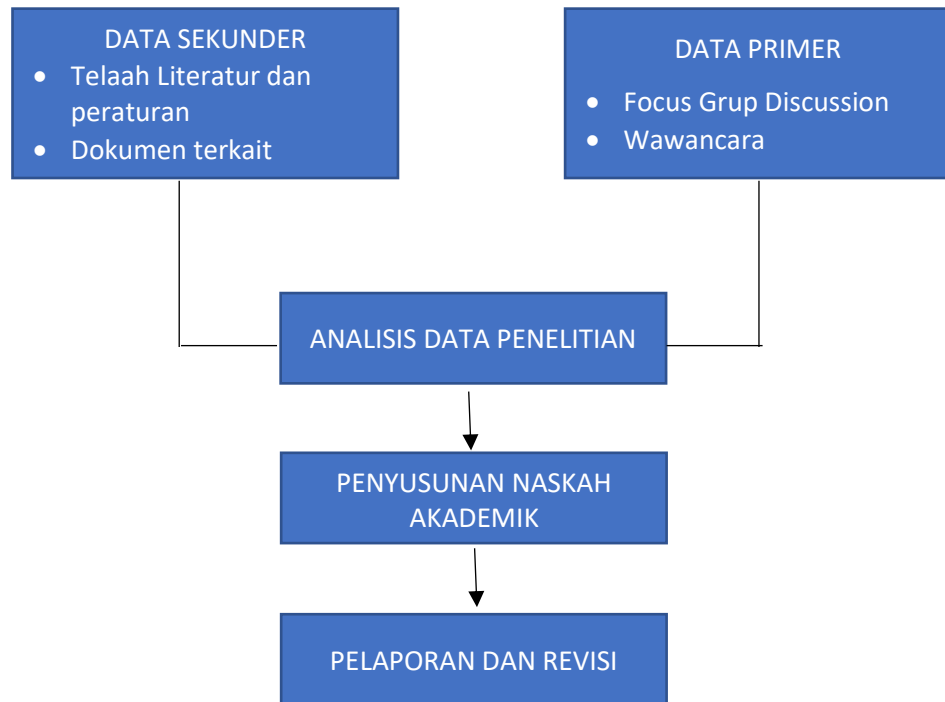 DATA SEKUNDER
• Telaah Literatur dan
peraturan
• Dokumen terkait
DATA PRIMER
• Focus Grup Discussion
• Wawancara
ANALISIS DATA PENELITIAN
PENYUSUNAN NASKAH
AKADEMIK
PELAPORAN DAN REVISI